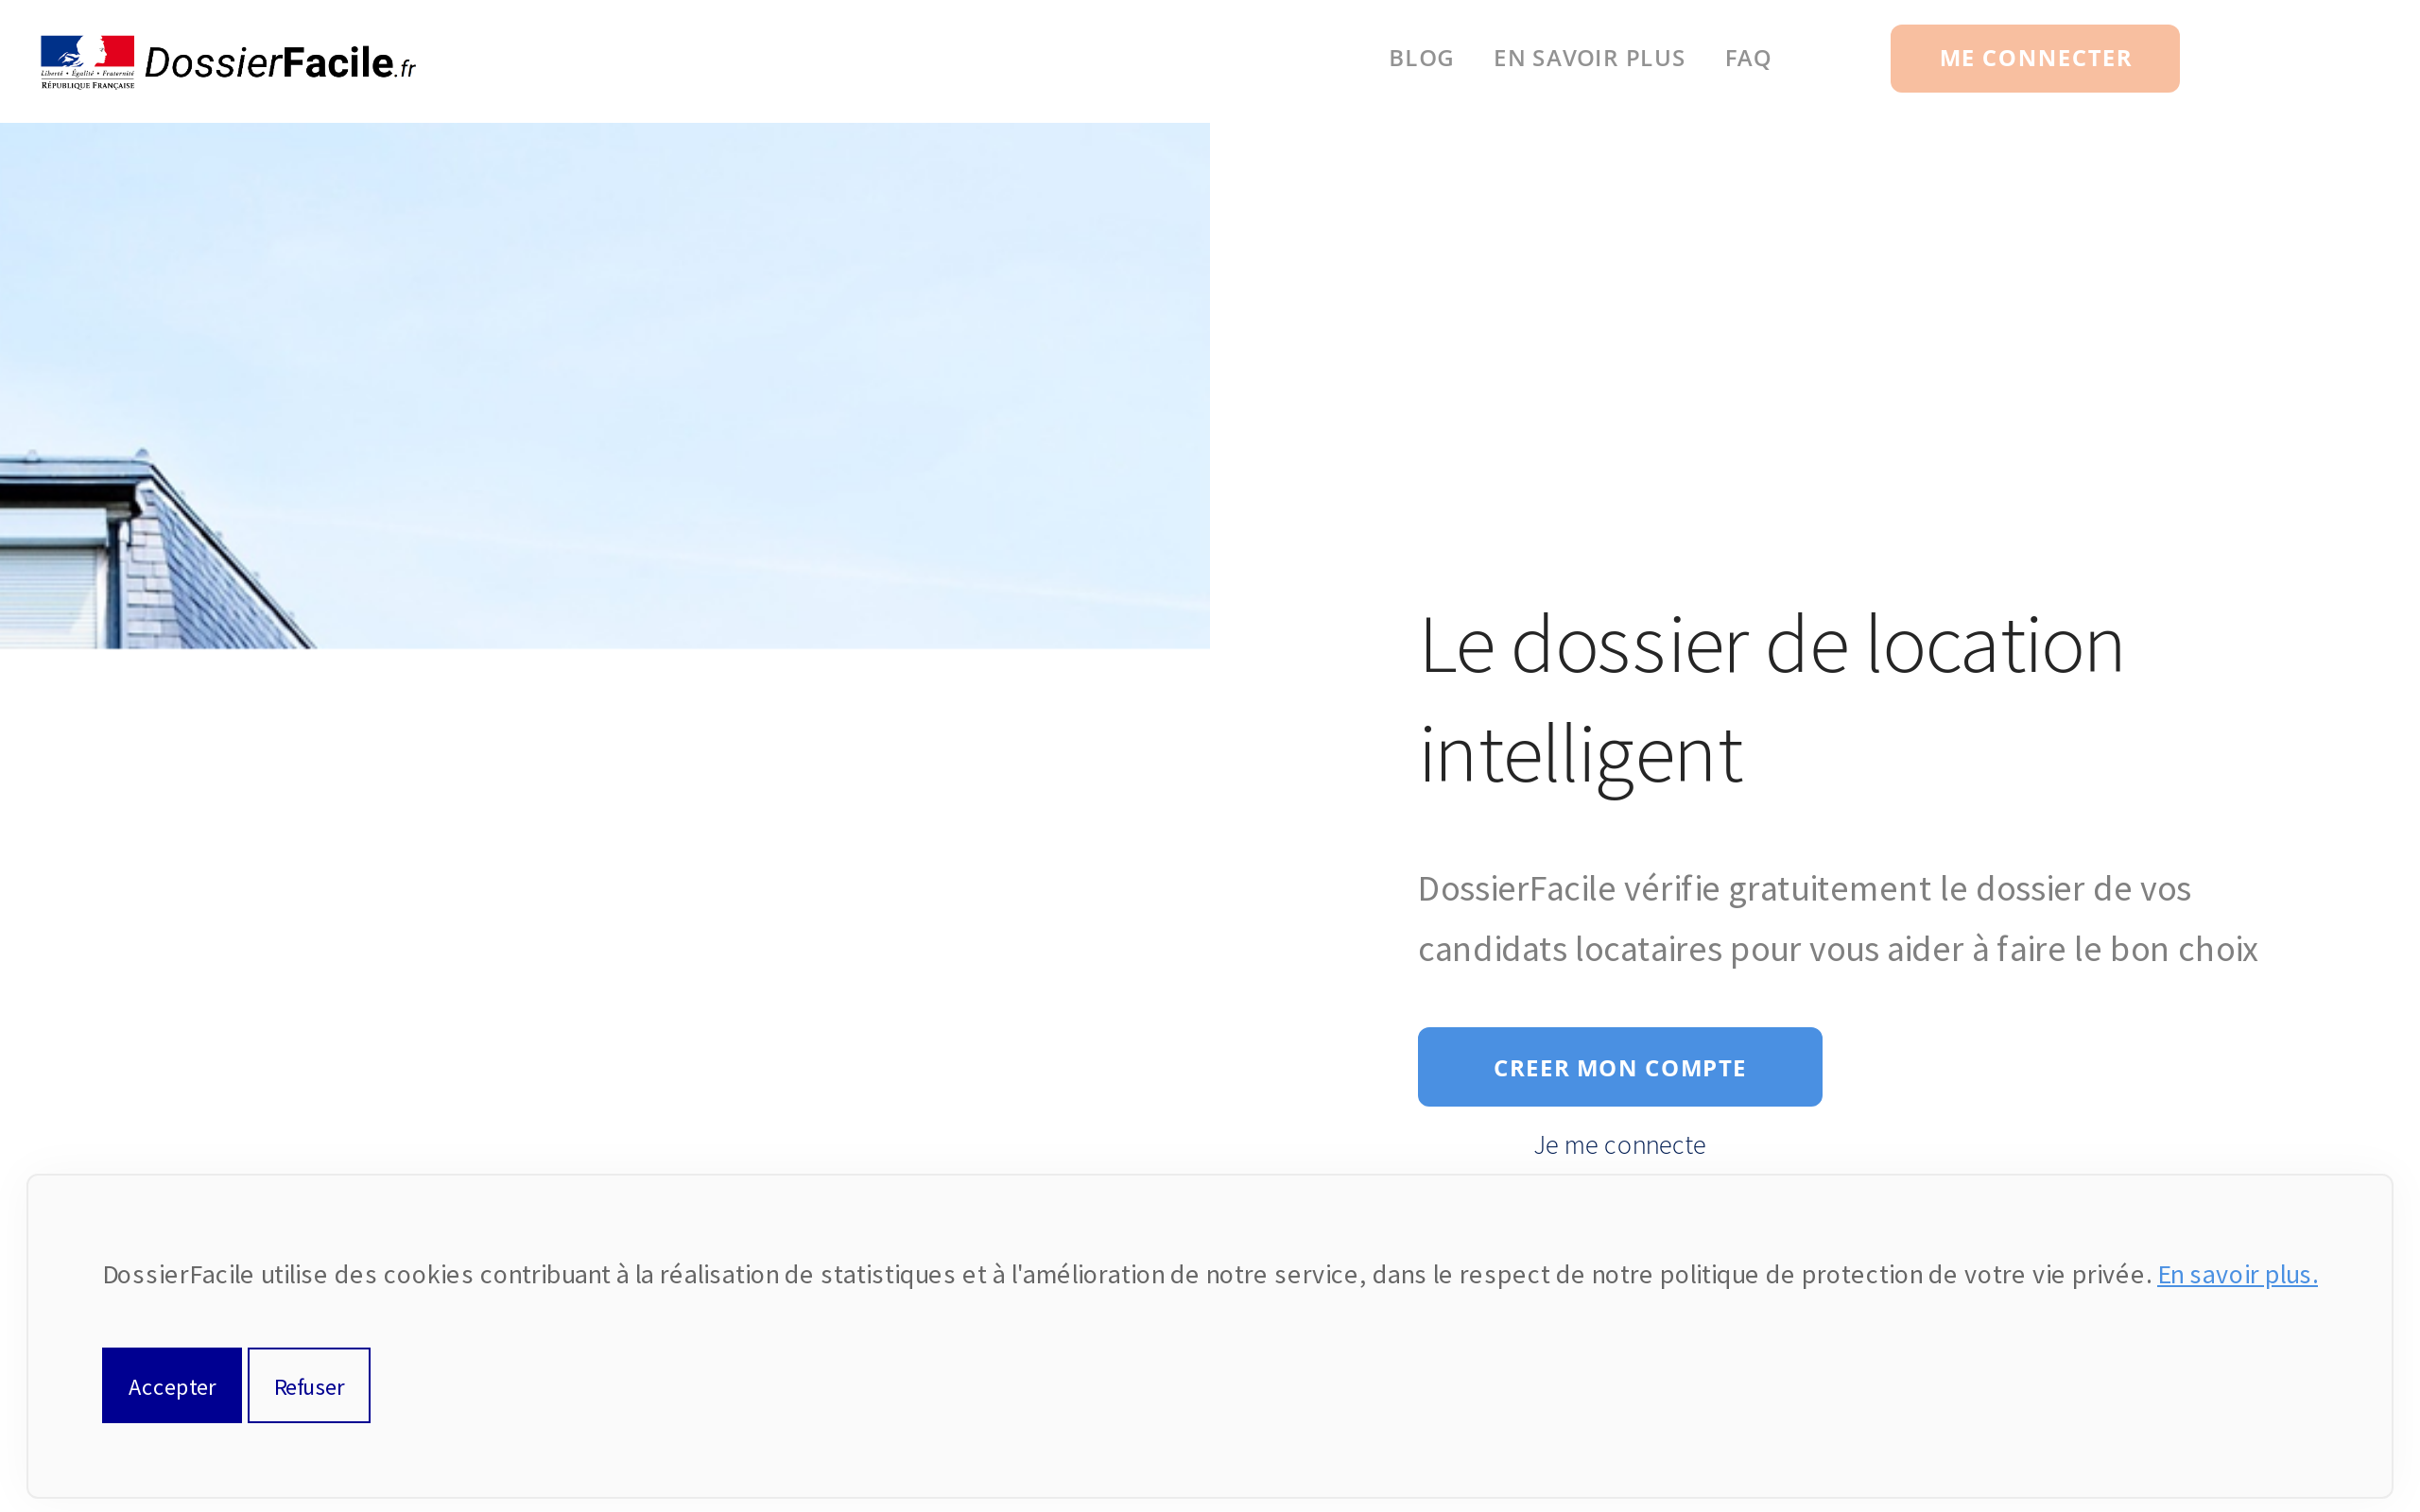 Liberté • Égalité • Fraternité
RÉPUBLIQUE FRANÇAISE
DossierFacile.fr
BLOG EN SAVOIR PLUS FAQ ME CONNECTER
Le dossier de location
intelligent
DossierFacile vérifie gratuitement le dossier de vos
candidats locataires pour vous aider à faire le bon choix
CREER MON COMPTE
Je me connecte
DossierFacile utilise des cookies contribuant à la réalisation de statistiques et à l'amélioration de notre service, dans le respect de notre politique de protection de votre vie privée. En savoir plus.
Accepter Refuser